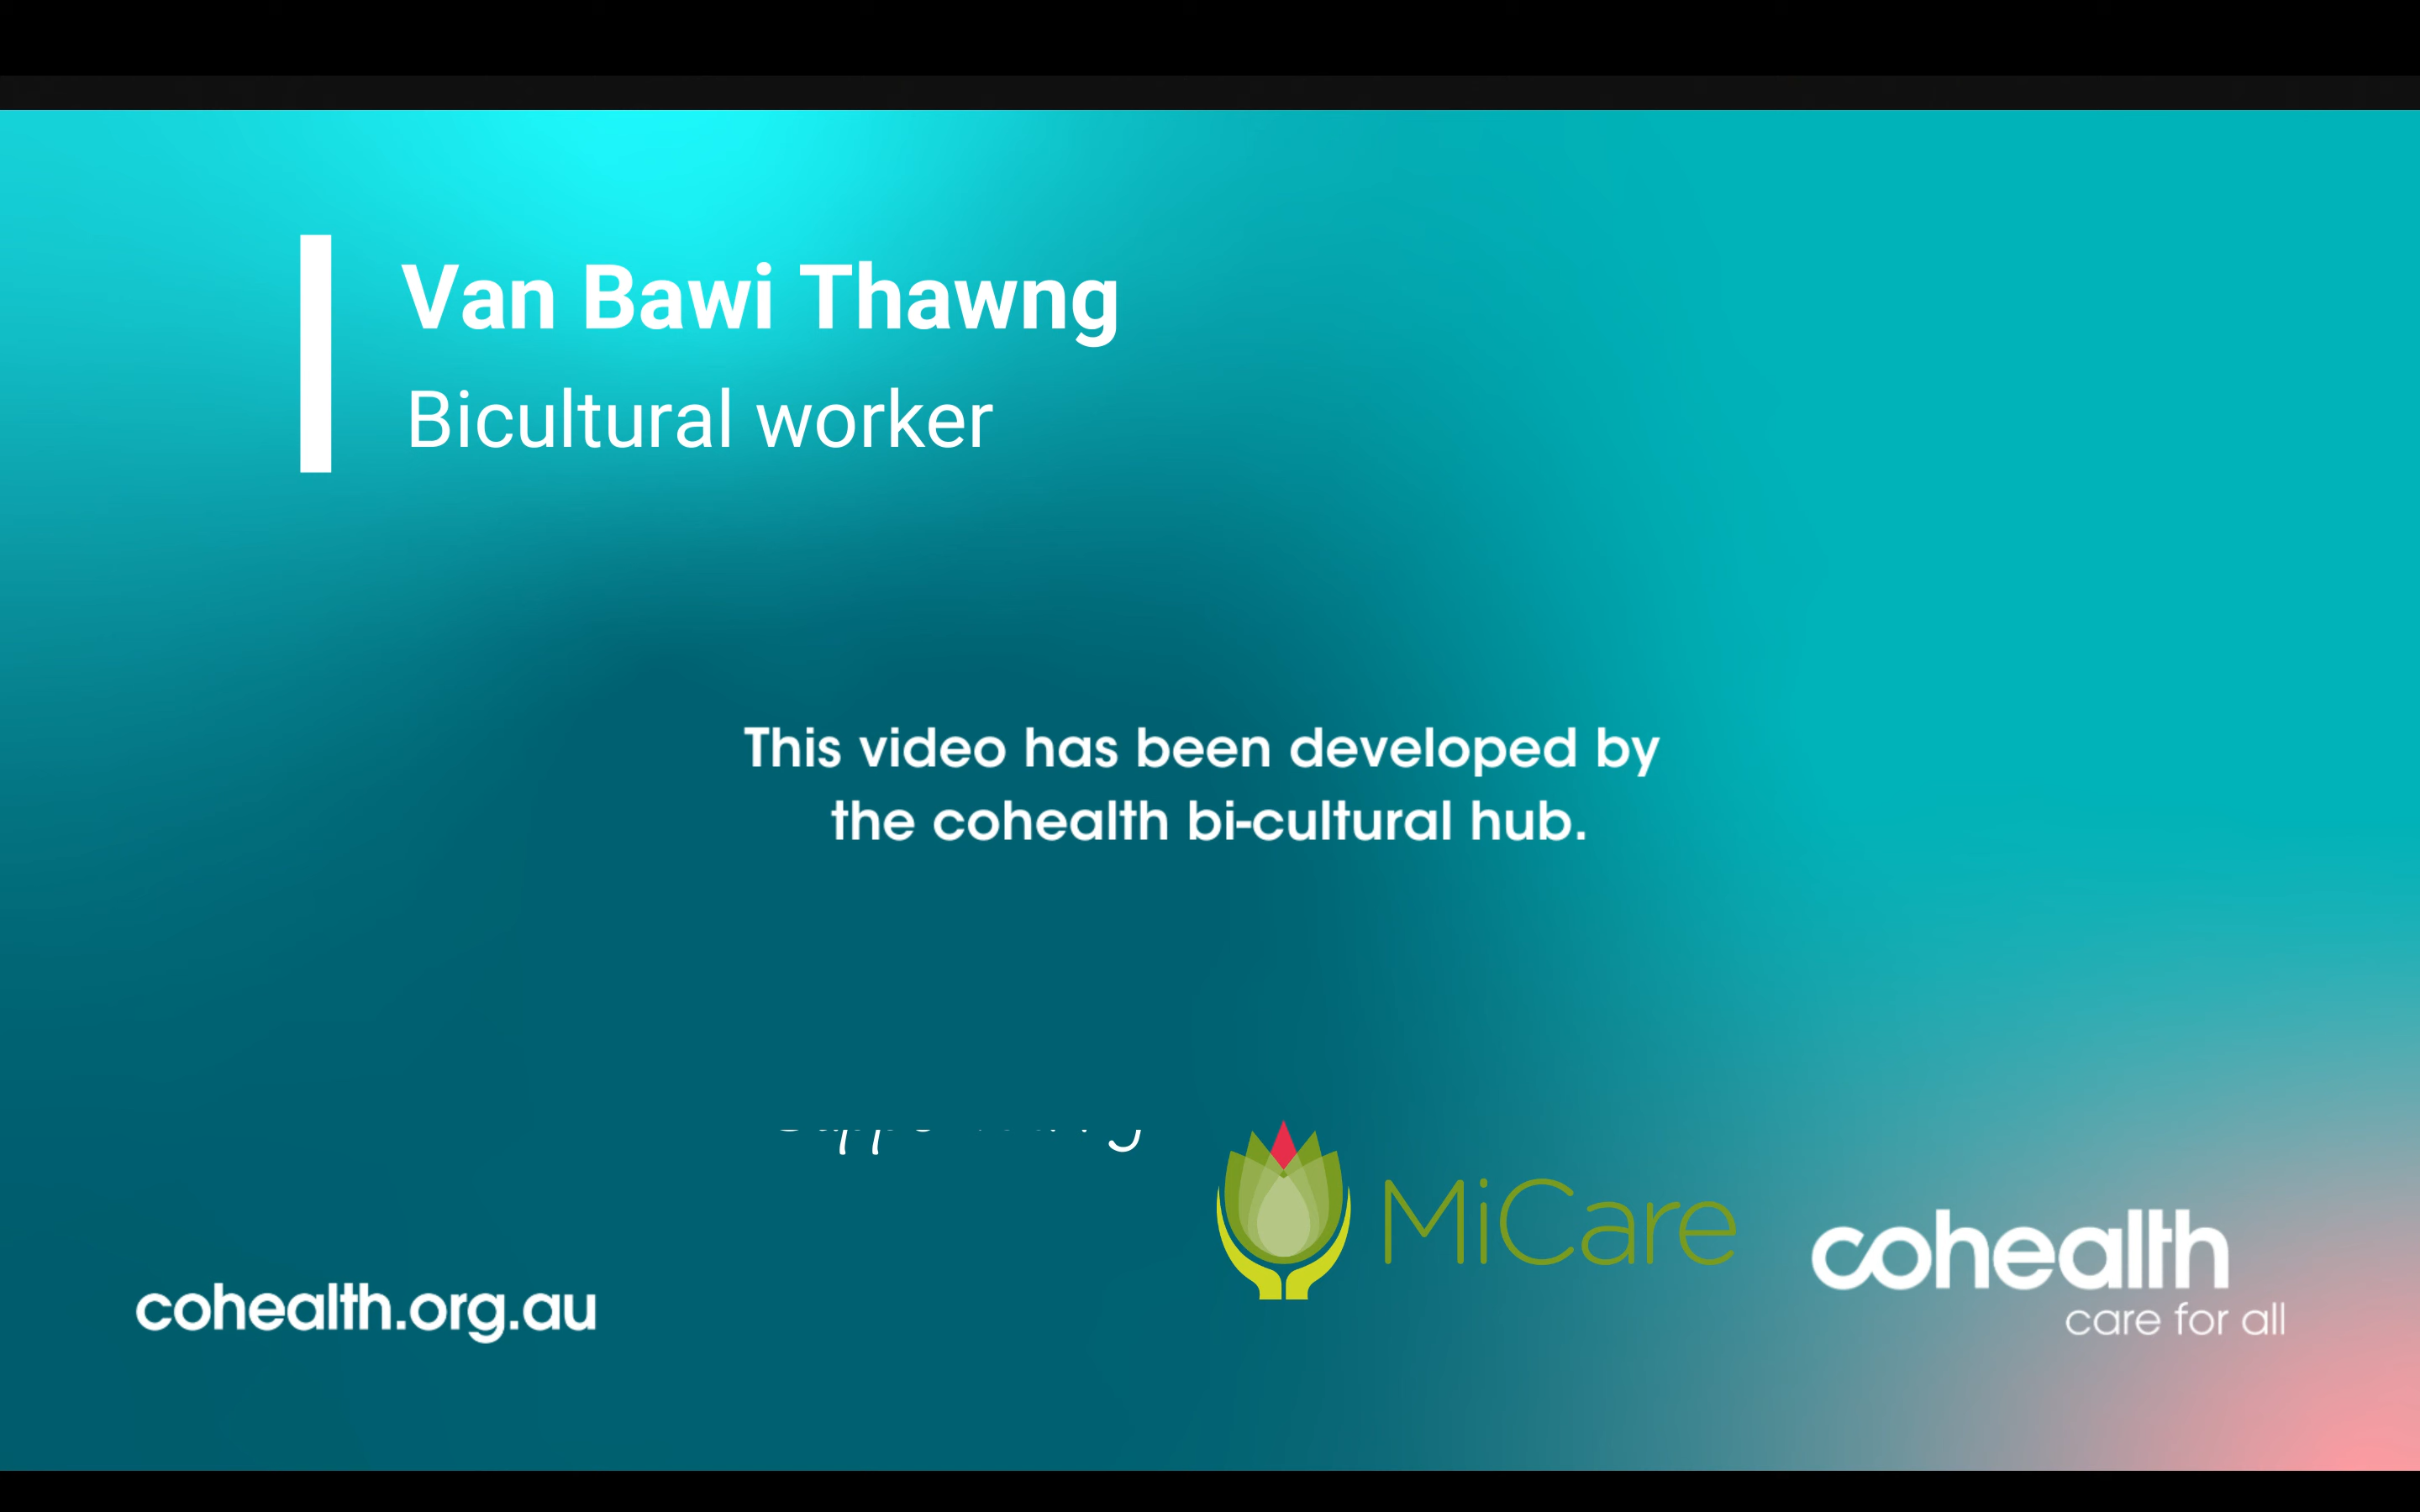 Van Bawi Thawng
Bicultural worker
This video has been developed by
the cohealth bi-cultural hub.
MiCare
cohealth
care for all
cohealth.org.au